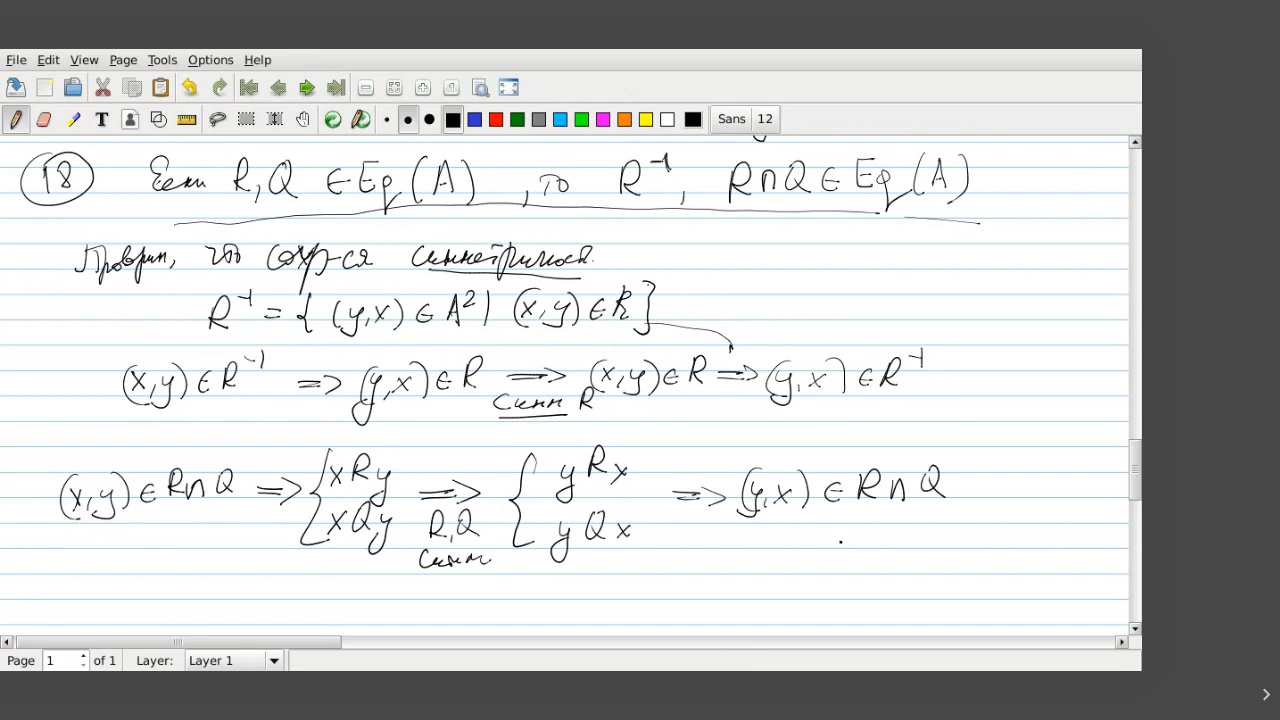 File Edit View Page Tools Options Help
Sans 12
18 Если R, Q ∈ Eq(A), то R⁻¹, R∩Q ∈ Eq(A)
Проверим, что сохр-ся симметричность.
R⁻¹ = { (y,x) ∈ A² | (x,y) ∈ R }
(x,y) ∈ R⁻¹ => (y,x) ∈ R => (x,y) ∈ R => (y,x) ∈ R⁻¹
симм R
(x,y) ∈ R∩Q => { xRy => { yRx => (y,x) ∈ R∩Q
xQy R,Q yQx
симм
Page 1 of 1 Layer: Layer 1